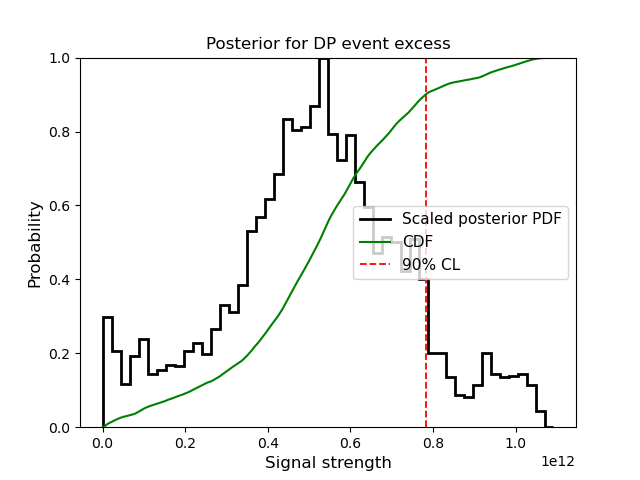 Posterior for DP event excess
1.0
0.8
0.6
0.4
0.2
0.0
Probability
Scaled posterior PDF
CDF
90% CL
0.0 0.2 0.4 0.6 0.8 1.0
1e12
Signal strength